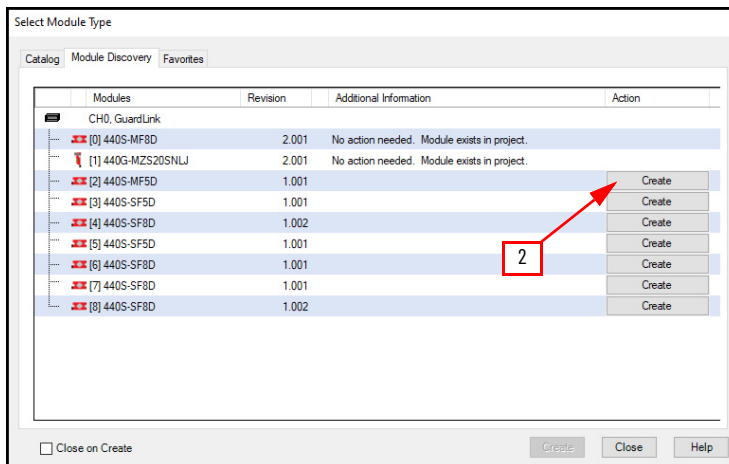 Select Module Type
Catalog Module Discovery Favorites
Modules Revision Additional Information Action
CH0, GuardLink
[0] 440S-MF8D 2.001 No action needed. Module exists in project.
[1] 440G-MZS20SNLJ 2.001 No action needed. Module exists in project.
[2] 440S-MF5D 1.001 Create
[3] 440S-SF5D 1.001 Create
[4] 440S-SF8D 1.002 Create
[5] 440S-SF5D 1.001 Create
[6] 440S-SF8D 1.001 Create
[7] 440S-SF8D 1.001 Create
[8] 440S-SF8D 1.002 Create
2
Close on Create Create Close Help